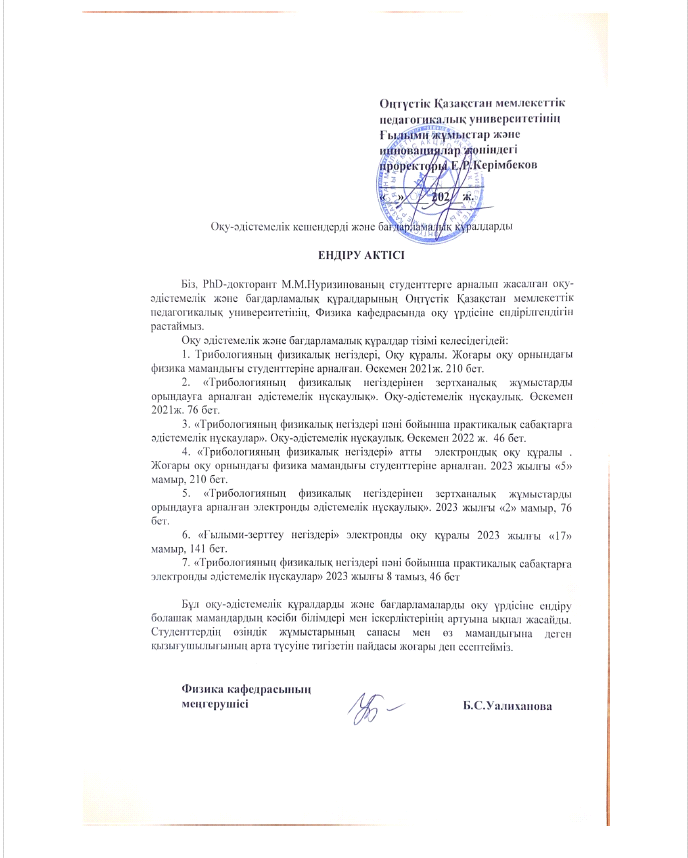 Оңтүстік Қазақстан мемлекеттік
педагогикалық университетінің
Ғылыми жұмыстар және
инновациялар жөніндегі
проректоры Е.Р.Керімбеков
« » 202 ж.
Оқу-әдістемелік кешендерді және бағдарламалық құралдарды
ЕНДІРУ АКТІСІ
Біз, PhD-докторант М.М.Нуризинованың студенттерге арналып жасалған оқу-
әдістемелік және бағдарламалық құралдарының Оңтүстік Қазақстан мемлекеттік
педагогикалық университетінің, Физика кафедрасында оқу үрдісіне ендірілгендігін
растаймыз.
Оқу әдістемелік және бағдарламалық құралдар тізімі келесідегідей:
1. Трибологияның физикалық негіздері, Оқу құралы. Жоғары оқу орнындағы
физика мамандығы студенттеріне арналған. Өскемен 2021ж. 210 бет.
2. «Трибологияның физикалық негіздерінен зертханалық жұмыстарды
орындауға арналған әдістемелік нұсқаулық». Оқу-әдістемелік нұсқаулық. Өскемен
2021ж. 76 бет.
3. «Трибологияның физикалық негіздері пәні бойынша практикалық сабақтарға
әдістемелік нұсқаулар». Оқу-әдістемелік нұсқаулық. Өскемен 2022 ж. 46 бет.
4. «Трибологияның физикалық негіздері» атты электрондық оқу құралы .
Жоғары оқу орнындағы физика мамандығы студенттеріне арналған. 2023 жылғы «5»
мамыр, 210 бет.
5. «Трибологияның физикалық негіздерінен зертханалық жұмыстарды
орындауға арналған электронды әдістемелік нұсқаулық». 2023 жылғы «2» мамыр, 76
бет.
6. «Ғылыми-зерттеу негіздері» электронды оқу құралы 2023 жылғы «17»
мамыр, 141 бет.
7. «Трибологияның физикалық негіздері пәні бойынша практикалық сабақтарға
электронды әдістемелік нұсқаулар» 2023 жылғы 8 тамыз, 46 бет
Бұл оқу-әдістемелік құралдарды және бағдарламаларды оқу үрдісіне ендіру
болашақ мамандардың кәсіби білімдері мен іскерліктерінің артуына ықпал жасайды.
Студенттердің өзіндік жұмыстарының сапасы мен өз мамандығына деген
қызығушылығының арта түсуіне тигізетін пайдасы жоғары деп есептейміз.
Физика кафедрасының
меңгерушісі
Б.С.Уалиханова